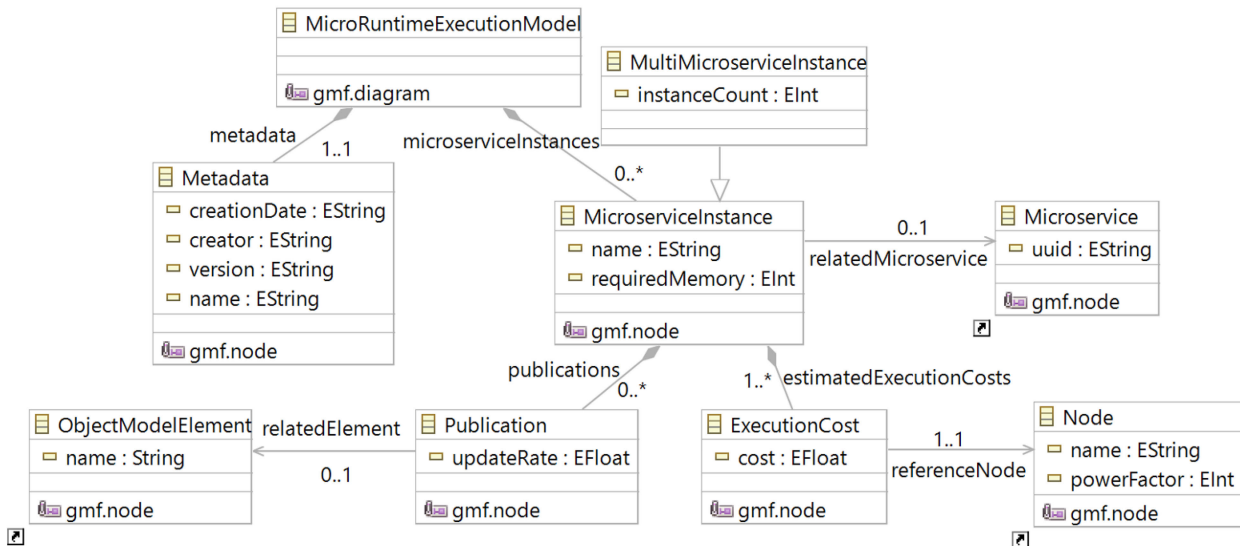 MicroRuntimeExecutionModel
gmf.diagram
MultiMicroserviceInstance
instanceCount : EInt
metadata
1..1
microserviceInstances
0..*
Metadata
creationDate : EString
creator : EString
version : EString
name : EString
gmf.node
MicroserviceInstance
name : EString
requiredMemory : EInt
gmf.node
0..1
relatedMicroservice
Microservice
uuid : EString
gmf.node
publications
0..*
1..*
estimatedExecutionCosts
ObjectModelElement
name : String
gmf.node
relatedElement
0..1
Publication
updateRate : EFloat
gmf.node
ExecutionCost
cost : EFloat
gmf.node
1..1
referenceNode
Node
name : EString
powerFactor : EInt
gmf.node